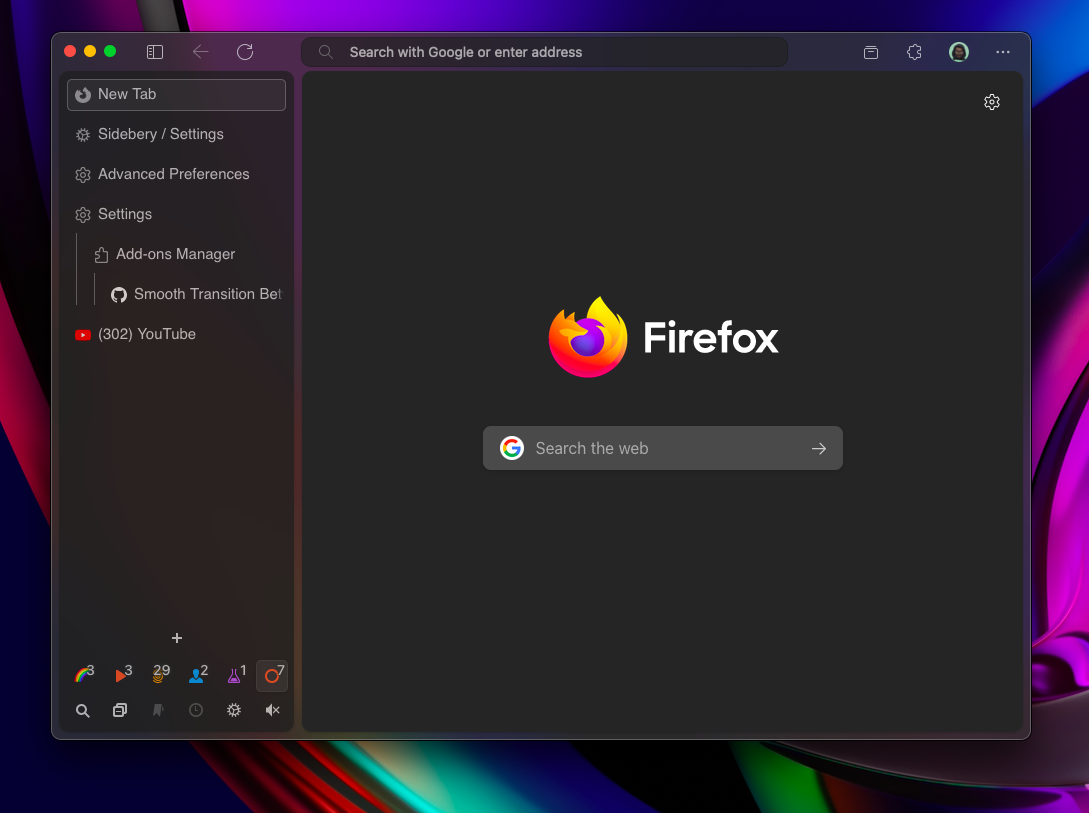 Search with Google or enter address
New Tab
Sidebery / Settings
Advanced Preferences
Settings
Add-ons Manager
Smooth Transition Bet
(302) YouTube
Firefox
Search the web
3 3 29 2 1 7